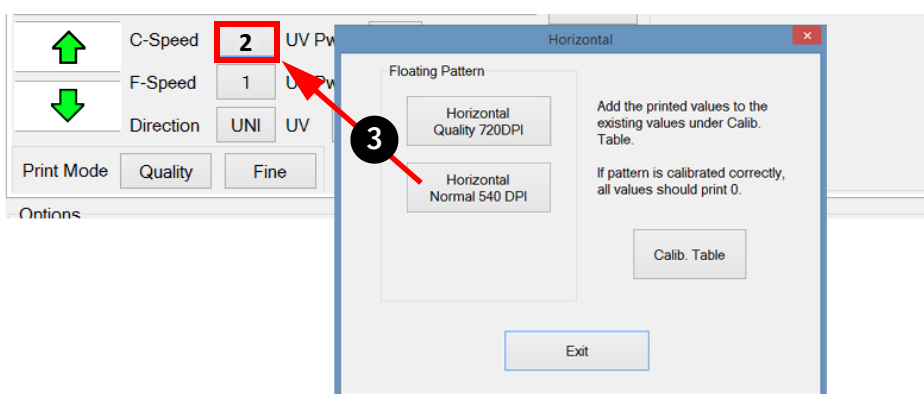 C-Speed 2 UV Pw
F-Speed 1
Direction UNI UV
Print Mode Quality Fine
Options
Horizontal
Floating Pattern
Horizontal
Quality 720DPI
Horizontal
Normal 540 DPI
3
Add the printed values to the
existing values under Calib.
Table.
If pattern is calibrated correctly,
all values should print 0.
Calib. Table
Exit